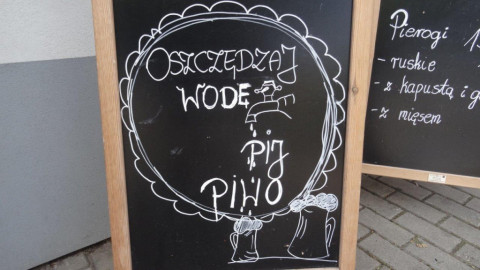 OSZCZĘDZAJ
WODĘ
PIJ
PIWO
Pierogi
- ruskie
- z kapustą i g
- z mięsem